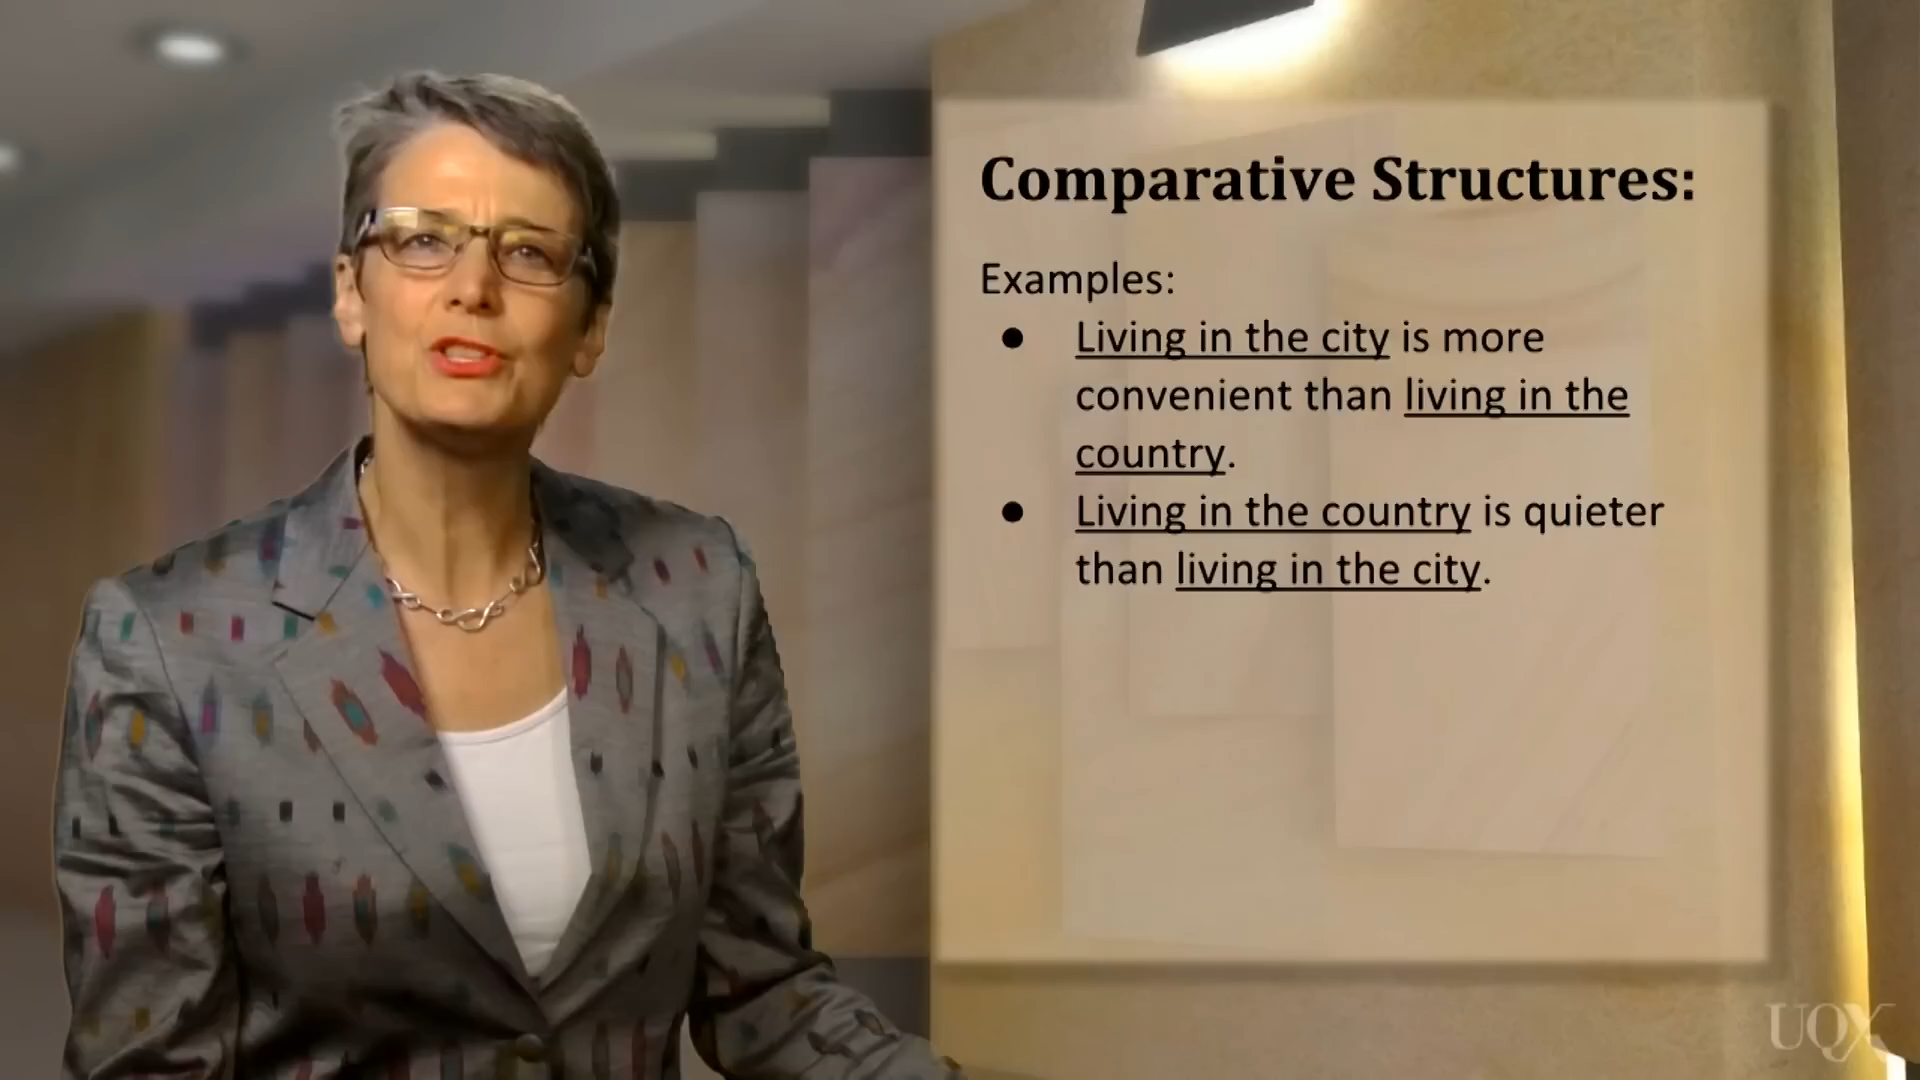 Comparative Structures:
Examples:
● Living in the city is more
convenient than living in the
country.
● Living in the country is quieter
than living in the city.
UQX